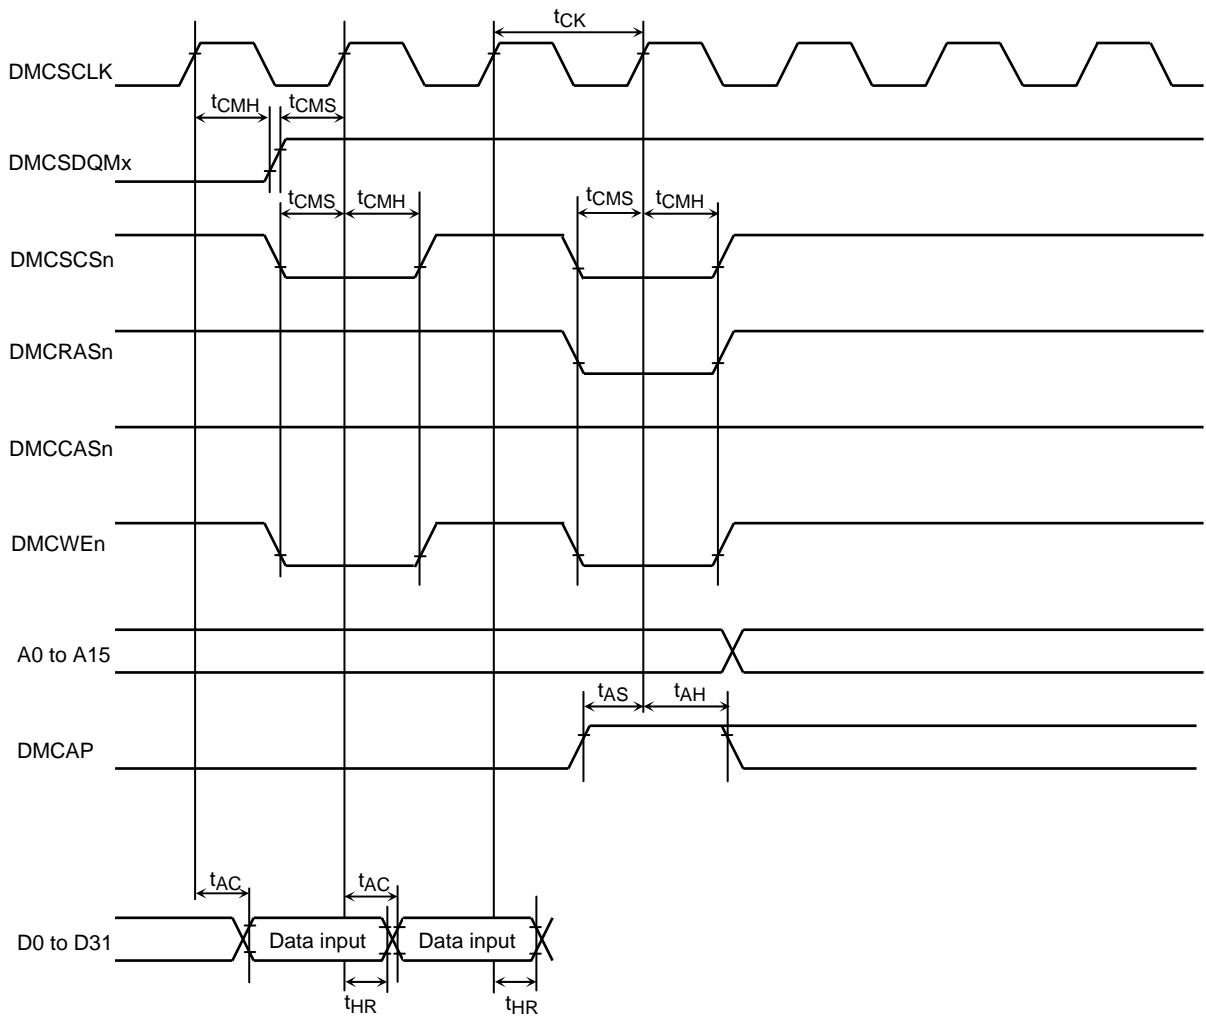 tCK
DMCSCLK
tCMH tCMS
DMCSDQMx
tCMS tCMH tCMS tCMH
DMCSCSn
DMCRASn
DMCCASn
DMCWEn
A0 to A15
tAS tAH
DMCAP
tAC tAC
D0 to D31 Data input Data input
tHR tHR